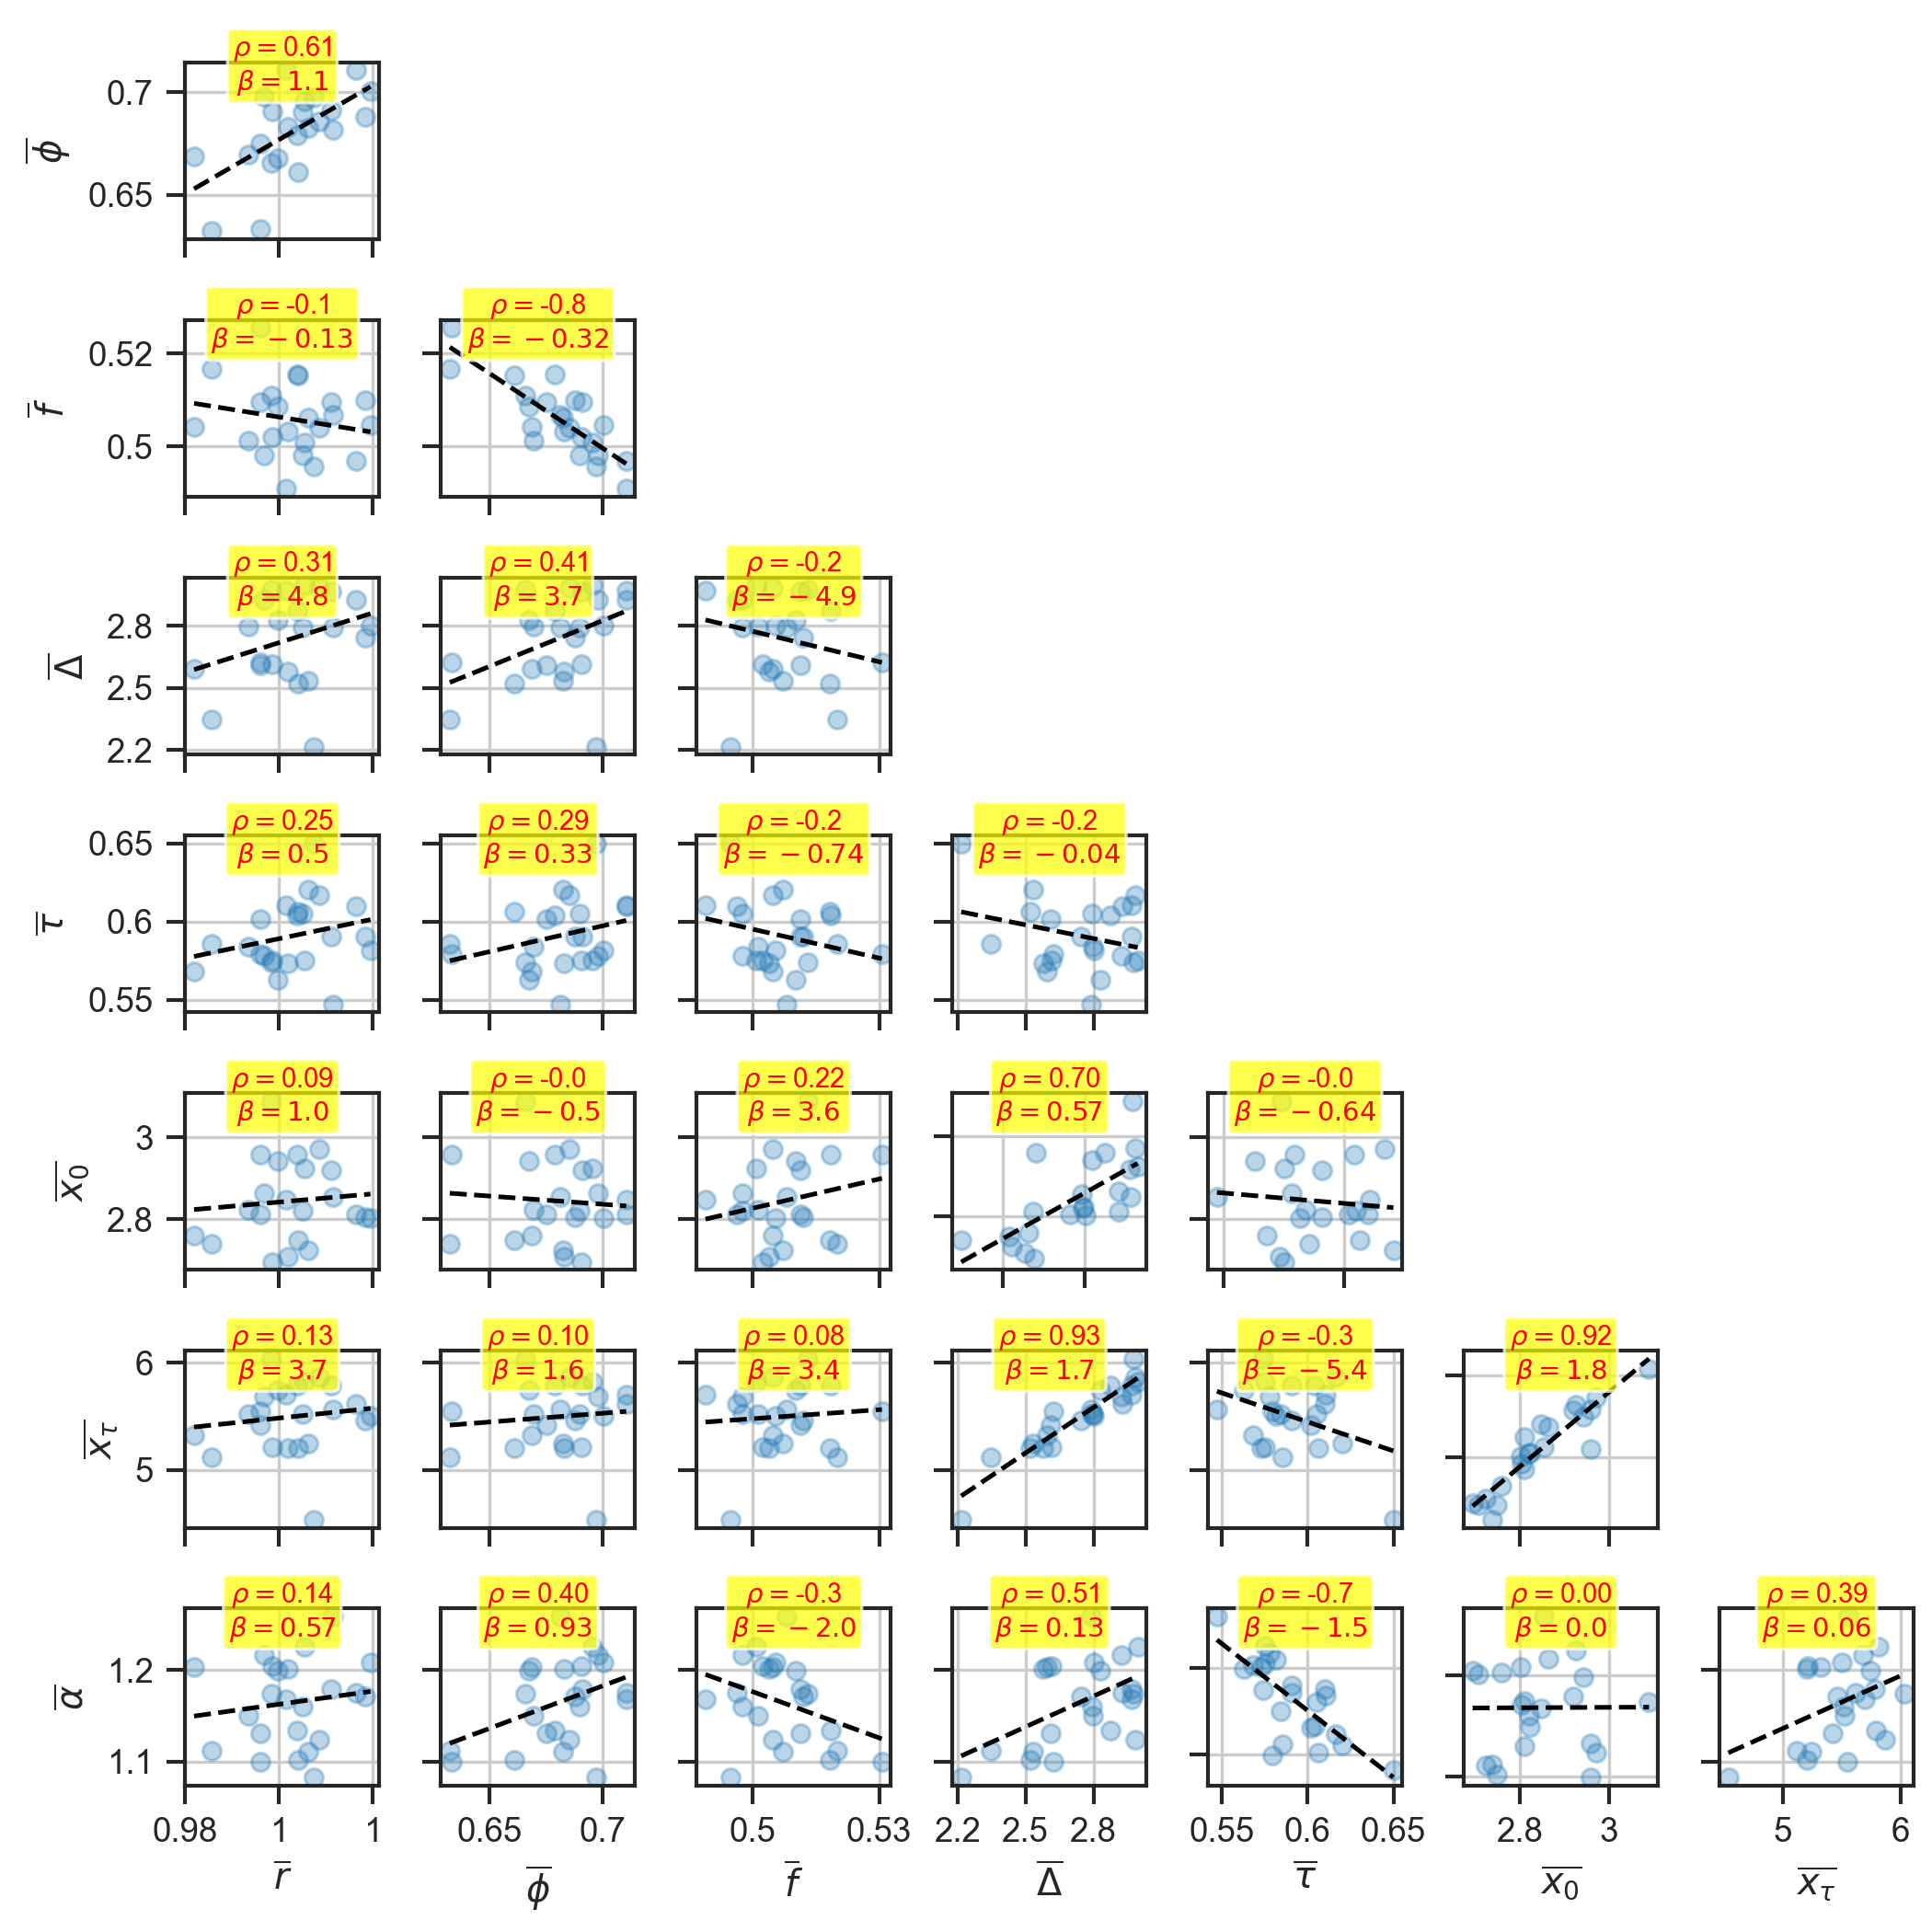 ρ = 0.61
β = 1.1
0.7
0.65
ϕ̅
ρ = -0.1
β = −0.13
ρ = -0.8
β = −0.32
0.52
0.5
f̅
ρ = 0.31
β = 4.8
ρ = 0.41
β = 3.7
ρ = -0.2
β = −4.9
2.8
2.5
2.2
Δ̅
ρ = 0.25
β = 0.5
ρ = 0.29
β = 0.33
ρ = -0.2
β = −0.74
ρ = -0.2
β = −0.04
0.65
0.6
0.55
τ̅
ρ = 0.09
β = 1.0
ρ = -0.0
β = −0.5
ρ = 0.22
β = 3.6
ρ = 0.70
β = 0.57
ρ = -0.0
β = −0.64
3
2.8
x̅₀
ρ = 0.13
β = 3.7
ρ = 0.10
β = 1.6
ρ = 0.08
β = 3.4
ρ = 0.93
β = 1.7
ρ = -0.3
β = −5.4
ρ = 0.92
β = 1.8
6
5
x̅_τ
ρ = 0.14
β = 0.57
ρ = 0.40
β = 0.93
ρ = -0.3
β = −2.0
ρ = 0.51
β = 0.13
ρ = -0.7
β = −1.5
ρ = 0.00
β = 0.0
ρ = 0.39
β = 0.06
1.2
1.1
α̅
0.98 1 1 0.65 0.7 0.5 0.53 2.2 2.5 2.8 0.55 0.6 0.65 2.8 3 5 6
r̅ ϕ̅ f̅ Δ̅ τ̅ x̅₀ x̅_τ